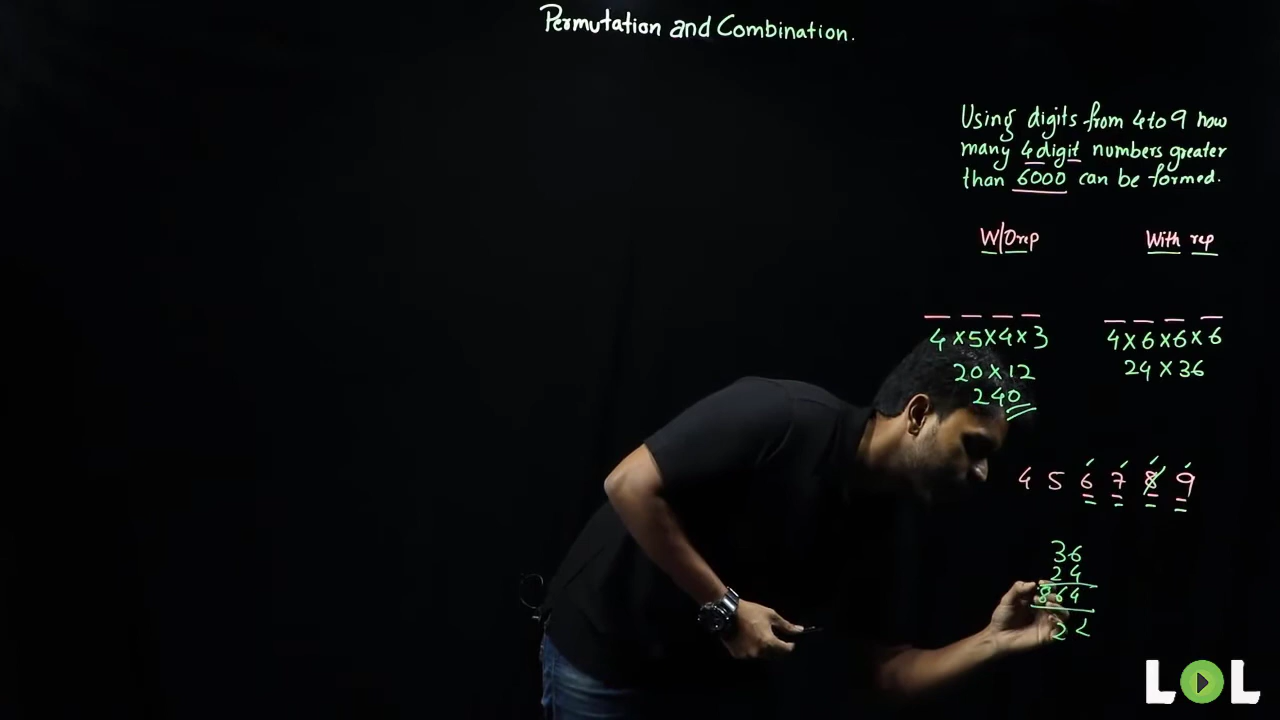 Permutation and Combination.
Using digits from 4 to 9 how
many 4 digit numbers greater
than 6000 can be formed.
W/O rep
With rep
4 × 5 × 4 × 3
20 × 12
240
4 × 6 × 6 × 6
24 × 36
4 5 6 7 8 9
36
24
864
LOL